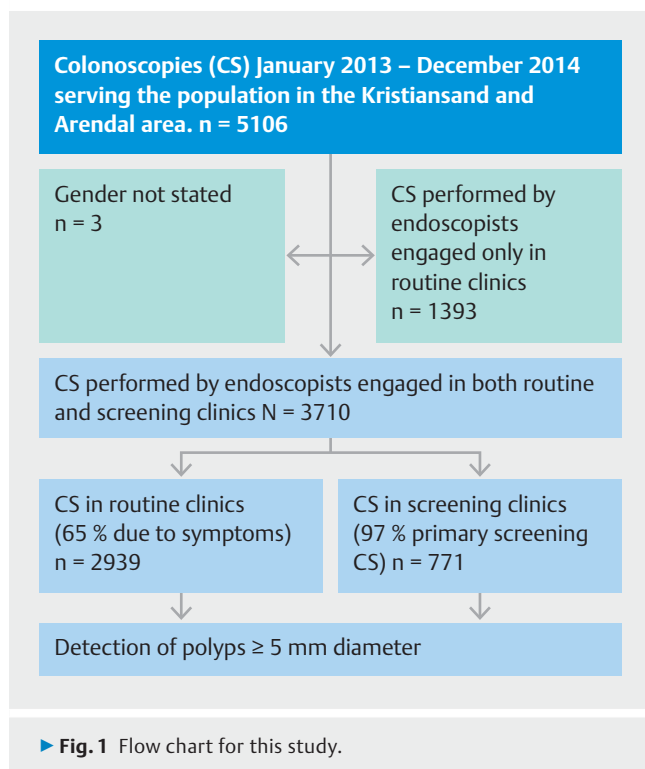 Colonoscopies (CS) January 2013 – December 2014
serving the population in the Kristiansand and
Arendal area. n = 5106
Gender not stated
n = 3
CS performed by
endoscopists
engaged only in
routine clinics
n = 1393
CS performed by endoscopists engaged in both routine
and screening clinics N = 3710
CS in routine clinics
(65 % due to symptoms)
n = 2939
CS in screening clinics
(97 % primary screening
CS) n = 771
Detection of polyps ≥ 5 mm diameter
▶ Fig. 1 Flow chart for this study.